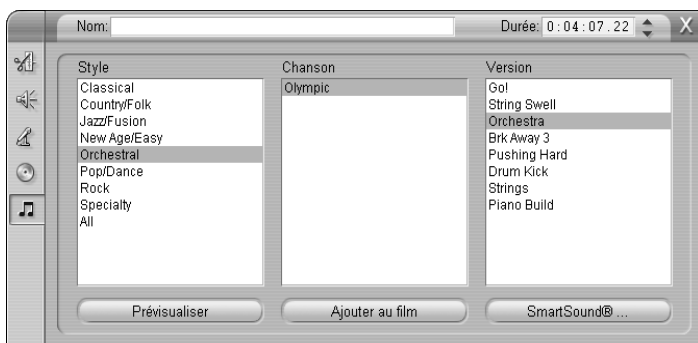 Nom:
Durée: 0:04:07.22
X
Style
Classical
Country/Folk
Jazz/Fusion
New Age/Easy
Orchestral
Pop/Dance
Rock
Specialty
All
Prévisualiser
Chanson
Olympic
Ajouter au film
Version
Go!
String Swell
Orchestra
Brk Away 3
Pushing Hard
Drum Kick
Strings
Piano Build
SmartSound® ...